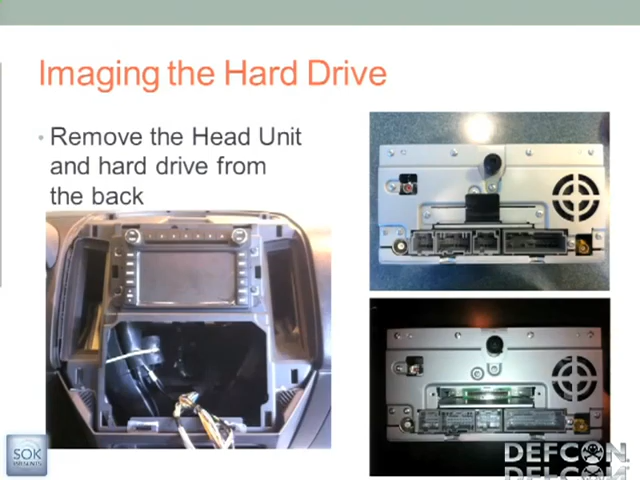 Imaging the Hard Drive
• Remove the Head Unit
and hard drive from
the back
SOK
DEFCON